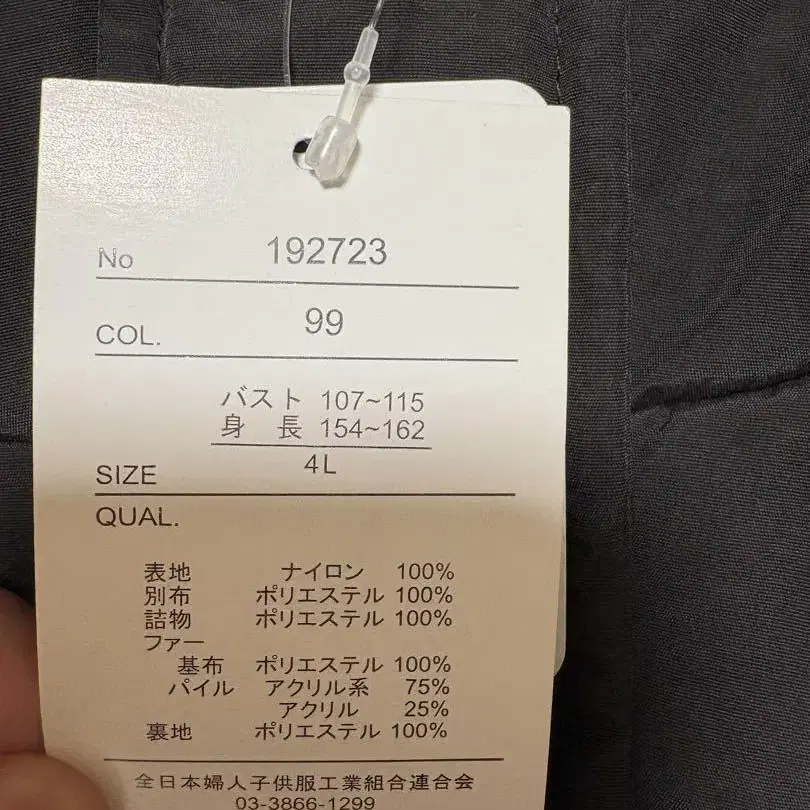 No 192723
COL. 99
バスト 107~115
身 長 154~162
SIZE 4L
QUAL.
表地 ナイロン 100%
別布 ポリエステル 100%
詰物 ポリエステル 100%
ファー
基布 ポリエステル 100%
パイル アクリル系 75%
アクリル 25%
裏地 ポリエステル 100%
全日本婦人子供服工業組合連合会
03-3866-1299